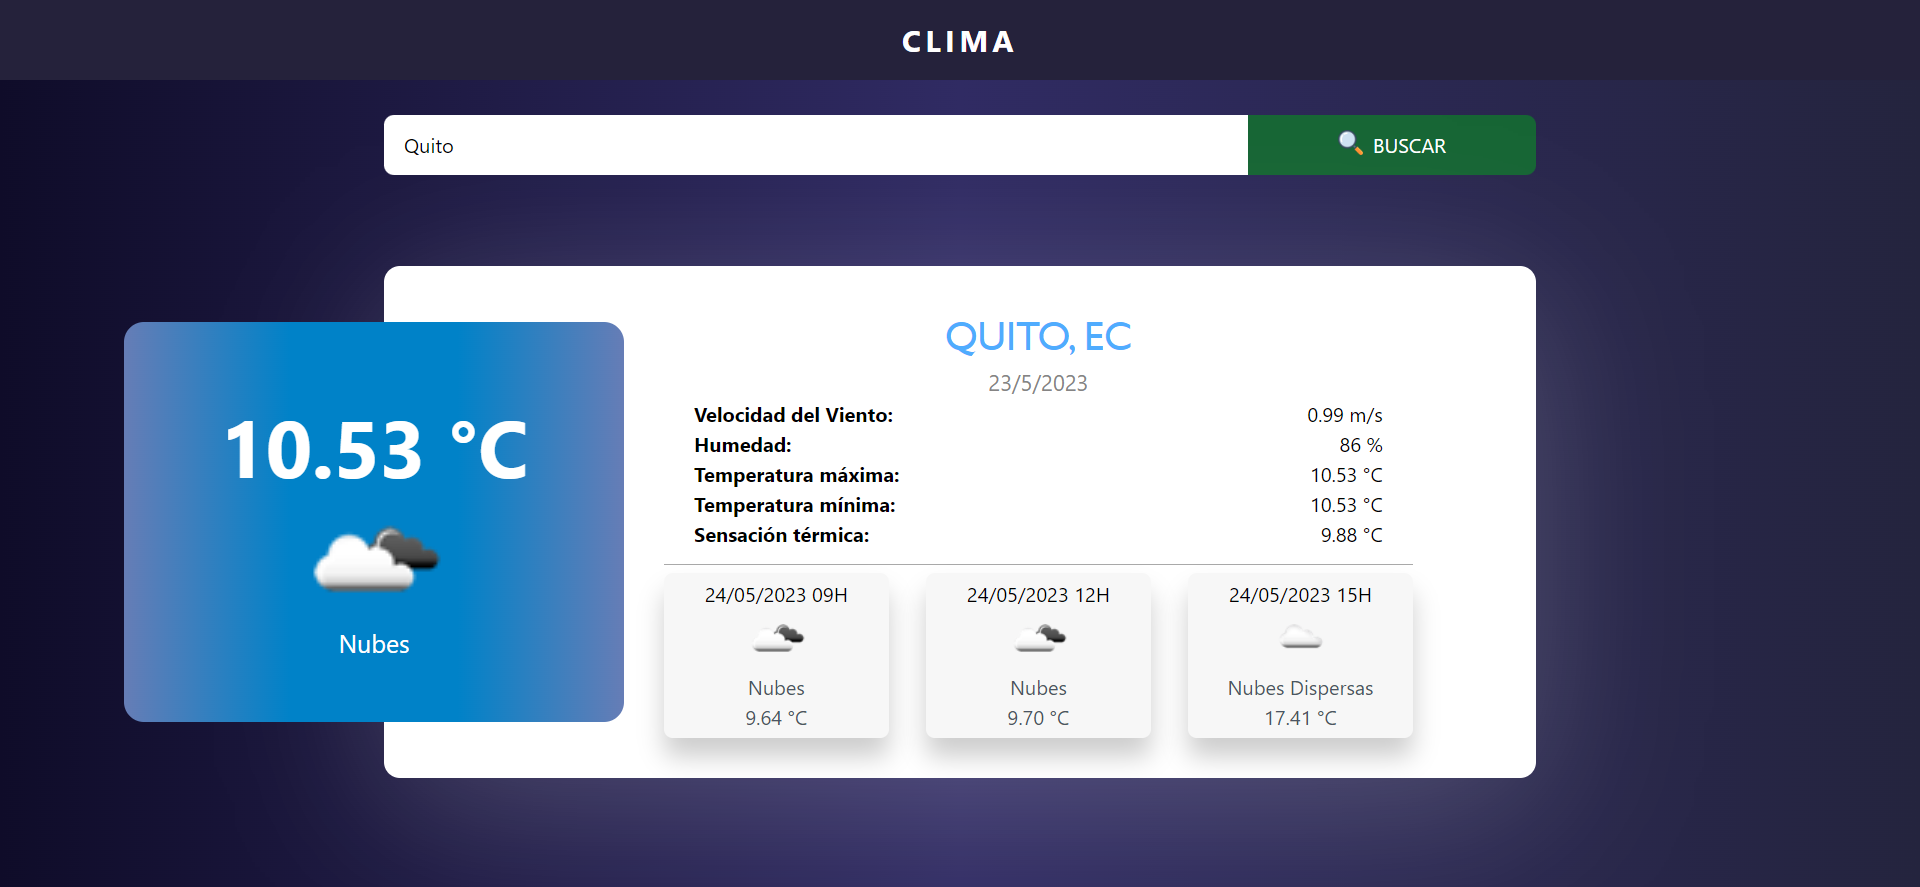 CLIMA
Quito
BUSCAR
10.53 °C
Nubes
QUITO, EC
23/5/2023
Velocidad del Viento: 0.99 m/s
Humedad: 86 %
Temperatura máxima: 10.53 °C
Temperatura mínima: 10.53 °C
Sensación térmica: 9.88 °C
24/05/2023 09H
Nubes
9.64 °C
24/05/2023 12H
Nubes
9.70 °C
24/05/2023 15H
Nubes Dispersas
17.41 °C